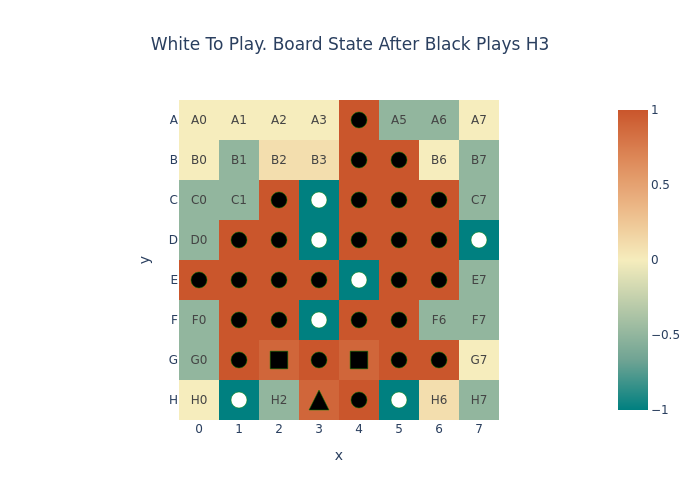 White To Play. Board State After Black Plays H3
A A0 A1 A2 A3 A5 A6 A7
B B0 B1 B2 B3 B6 B7
C C0 C1 C7
D D0
E E7
F F0 F6 F7
G G0 G7
H H0 H2 H6 H7
0 1 2 3 4 5 6 7
x
y
1
0.5
0
−0.5
−1